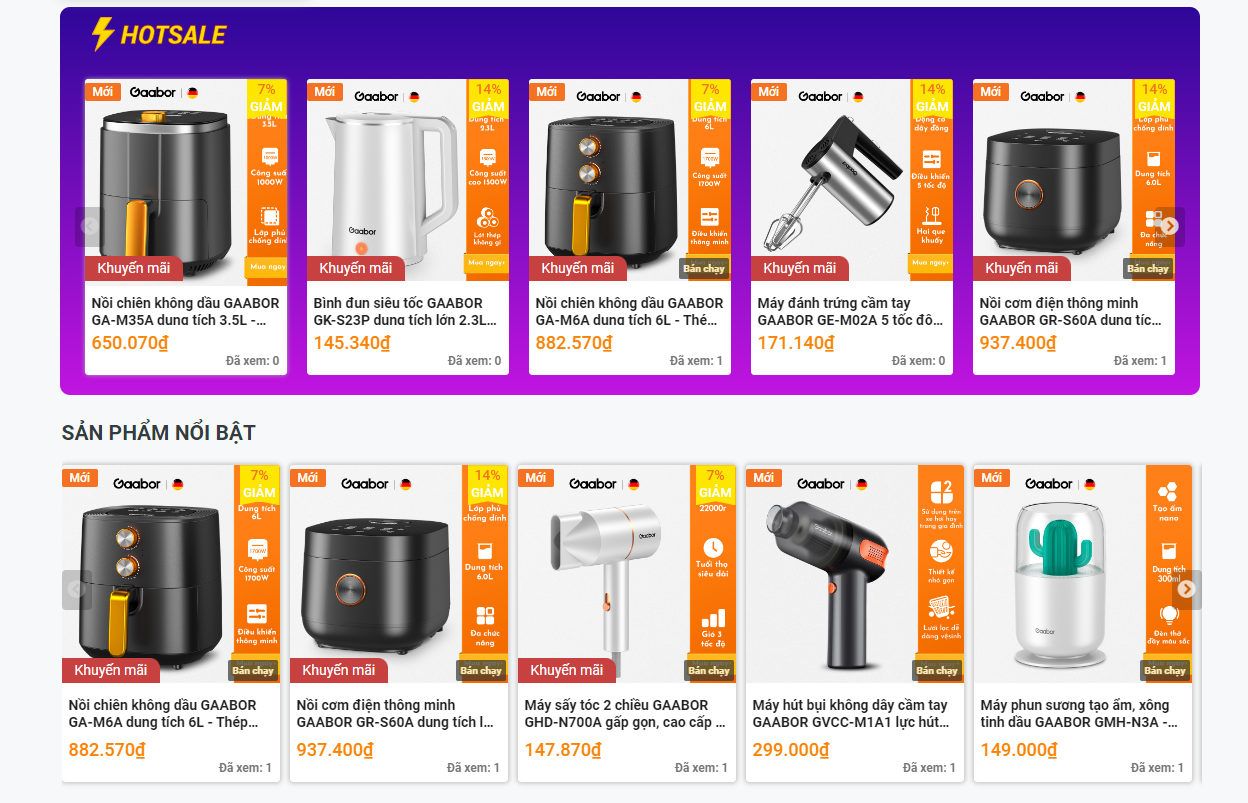 HOTSALE
Mới
Gaabor
7%
GIẢM
3.5L
Công suất
1000W
Lớp phủ
chống dính
Mua ngay
Khuyến mãi
Nồi chiên không dầu GAABOR
GA-M35A dung tích 3.5L -...
650.070₫
Đã xem: 0
Mới
Gaabor
14%
GIẢM
Dung tích
2.3L
1500W
Công suất
cao 1500W
Lót thép
không gỉ
Mua ngay
Gaabor
Khuyến mãi
Bình đun siêu tốc GAABOR
GK-S23P dung tích lớn 2.3L...
145.340₫
Đã xem: 0
Mới
Gaabor
7%
GIẢM
Dung tích
6L
1700W
Công suất
1700W
Điều khiển
thông minh
Bán chạy
Khuyến mãi
Nồi chiên không dầu GAABOR
GA-M6A dung tích 6L - Thé...
882.570₫
Đã xem: 1
Mới
Gaabor
14%
GIẢM
Động cơ
dây đồng
Điều khiển
5 tốc độ
Hai que
khuấy
Mua ngay
Khuyến mãi
Máy đánh trứng cầm tay
GAABOR GE-M02A 5 tốc độ...
171.140₫
Đã xem: 0
Mới
Gaabor
14%
GIẢM
Lớp phủ
chống dính
Dung tích
6.0L
Đa chức
năng
Bán chạy
Khuyến mãi
Nồi cơm điện thông minh
GAABOR GR-S60A dung tíc...
937.400₫
Đã xem: 1
SẢN PHẨM NỔI BẬT
Mới
Gaabor
7%
GIẢM
Dung tích
6L
1700W
Công suất
1700W
Điều khiển
thông minh
Bán chạy
Khuyến mãi
Nồi chiên không dầu GAABOR
GA-M6A dung tích 6L - Thép...
882.570₫
Đã xem: 1
Mới
Gaabor
14%
GIẢM
Lớp phủ
chống dính
Dung tích
6.0L
Đa chức
năng
Bán chạy
Khuyến mãi
Nồi cơm điện thông minh
GAABOR GR-S60A dung tích l...
937.400₫
Đã xem: 1
Mới
Gaabor
7%
GIẢM
22000r
Tuổi thọ
siêu dài
Gió 3
tốc độ
Gaabor
Bán chạy
Khuyến mãi
Máy sấy tóc 2 chiều GAABOR
GHD-N700A gấp gọn, cao cấp ...
147.870₫
Đã xem: 1
Mới
Gaabor
2
Sử dụng trên
xe hơi hay
trong gia đình
Thiết kế
nhỏ gọn
Lưới lọc dễ
dàng vệ sinh
Bán chạy
Máy hút bụi không dây cầm tay
GAABOR GVCC-M1A1 lực hút...
299.000₫
Đã xem: 1
Mới
Gaabor
Tạo ẩm
nano
Dung tích
300ml
Đèn thờ
đầy màu sắc
Gaabor
Bán chạy
Máy phun sương tạo ẩm, xông
tinh dầu GAABOR GMH-N3A -...
149.000₫
Đã xem: 1